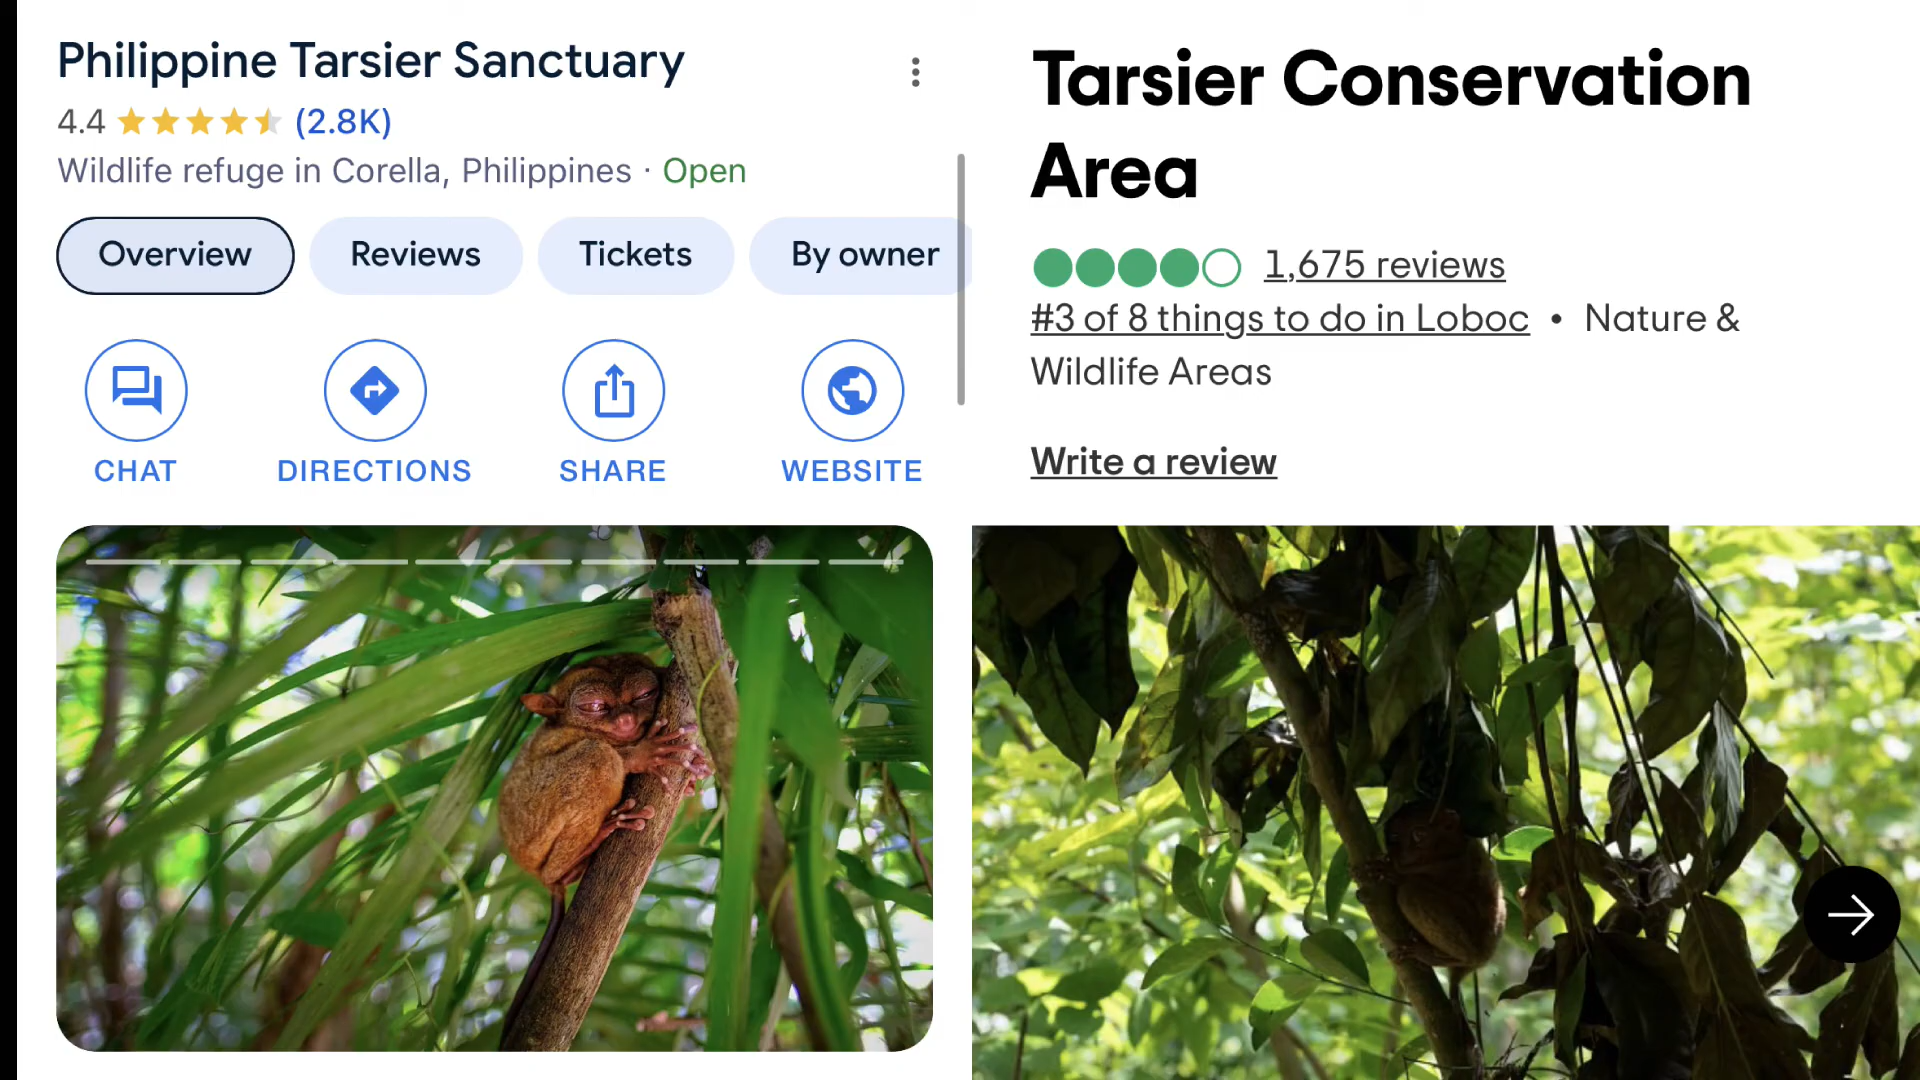 Philippine Tarsier Sanctuary
4.4 (2.8K)
Wildlife refuge in Corella, Philippines · Open
Overview
Reviews
Tickets
By owner
CHAT
DIRECTIONS
SHARE
WEBSITE
Tarsier Conservation
Area
1,675 reviews
#3 of 8 things to do in Loboc • Nature &
Wildlife Areas
Write a review